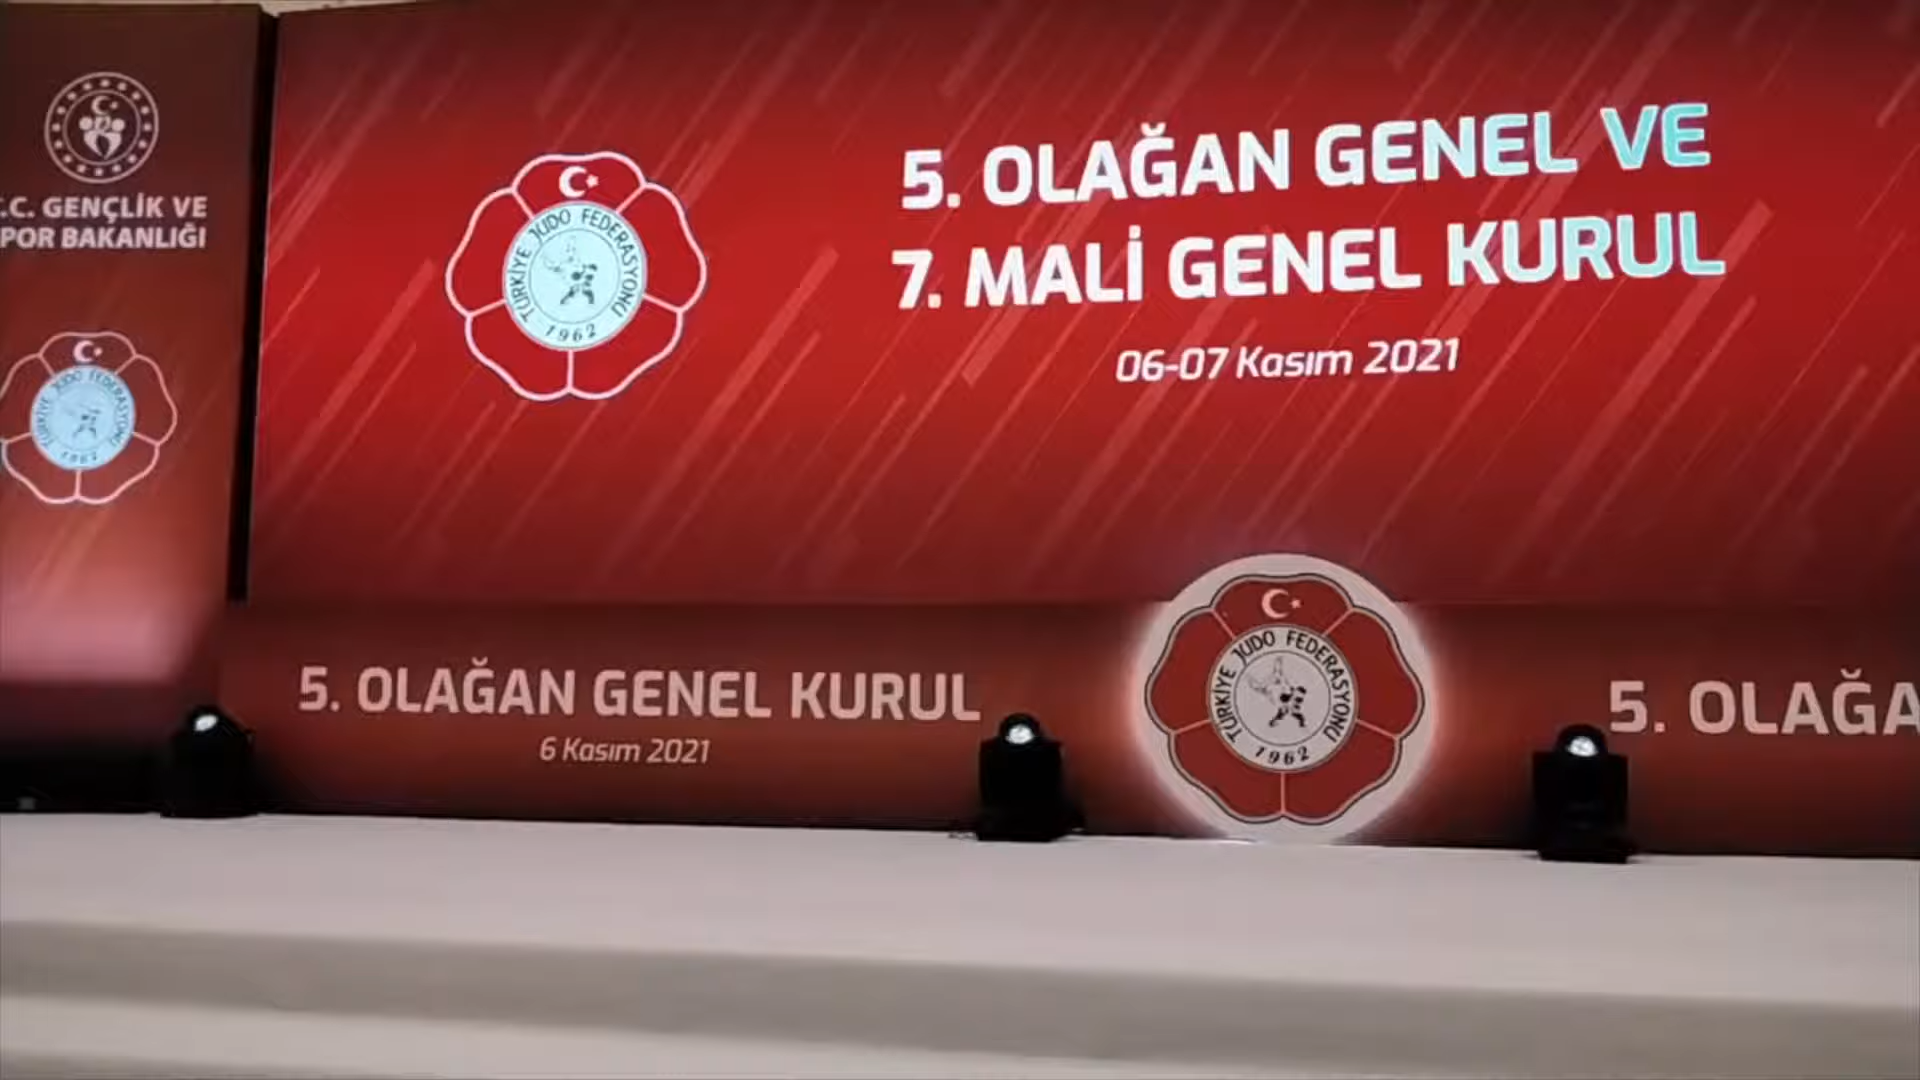 .C. GENÇLİK VE
POR BAKANLIĞI
TÜRKİYE JUDO FEDERASYONU
1962
TÜRKİYE JUDO FEDERASYONU
1962
5. OLAĞAN GENEL VE
7. MALİ GENEL KURUL
06-07 Kasım 2021
5. OLAĞAN GENEL KURUL
6 Kasım 2021
TÜRKİYE JUDO FEDERASYONU
1962
5. OLAĞA